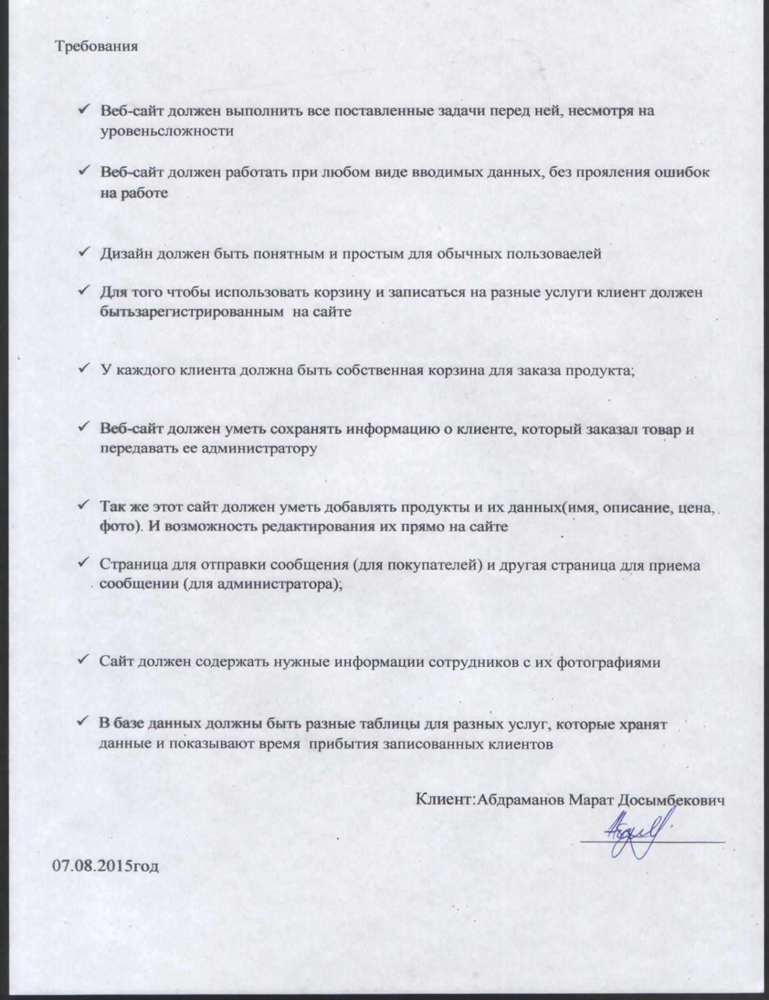 Требования
✓ Веб-сайт должен выполнить все поставленные задачи перед ней, несмотря на
уровеньсложности
✓ Веб-сайт должен работать при любом виде вводимых данных, без прояления ошибок
на работе
✓ Дизайн должен быть понятным и простым для обычных пользоваелей
✓ Для того чтобы использовать корзину и записаться на разные услуги клиент должен
бытьзарегистрированным на сайте
✓ У каждого клиента должна быть собственная корзина для заказа продукта;
✓ Веб-сайт должен уметь сохранять информацию о клиенте, который заказал товар и
передавать ее администратору
✓ Так же этот сайт должен уметь добавлять продукты и их данных(имя, описание, цена,
фото). И возможность редактирования их прямо на сайте
✓ Страница для отправки сообщения (для покупателей) и другая страница для приема
сообщении (для администратора);
✓ Сайт должен содержать нужные информации сотрудников с их фотографиями
✓ В базе данных должны быть разные таблицы для разных услуг, которые хранят
данные и показывают время прибытия записованных клиентов
Клиент:Абдраманов Марат Досымбекович
07.08.2015год